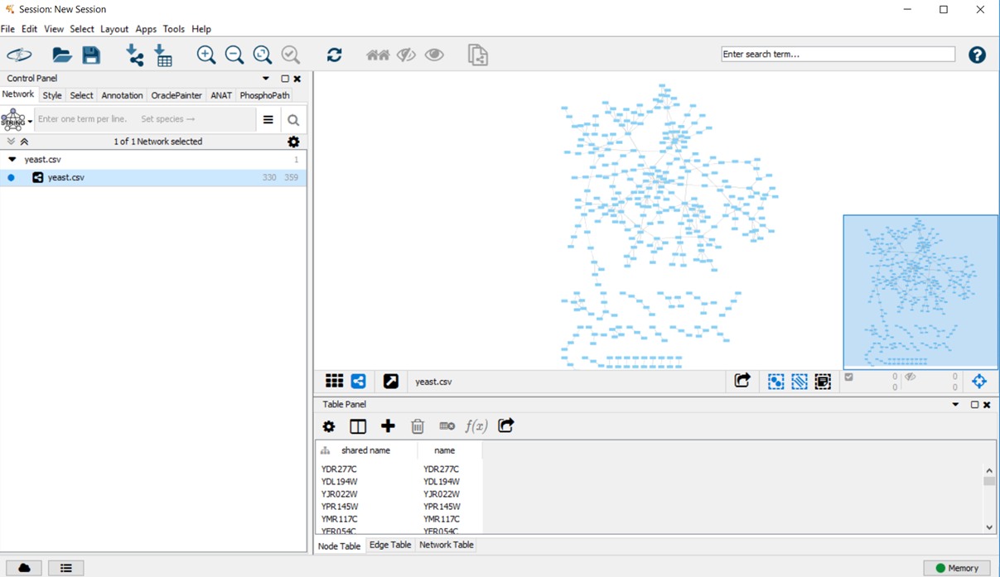 Session: New Session
File Edit View Select Layout Apps Tools Help
Enter search term...
?
Control Panel
Network Style Select Annotation OraclePainter ANAT PhosphoPath
STRING Enter one term per line. Set species →
1 of 1 Network selected
yeast.csv 1
yeast.csv 330 359
yeast.csv
0 0
0 0
Table Panel
f(x)
shared name name
YDR277C YDR277C
YDL194W YDL194W
YJR022W YJR022W
YPR145W YPR145W
YMR117C YMR117C
YER054C YER054C
Node Table Edge Table Network Table
Memory